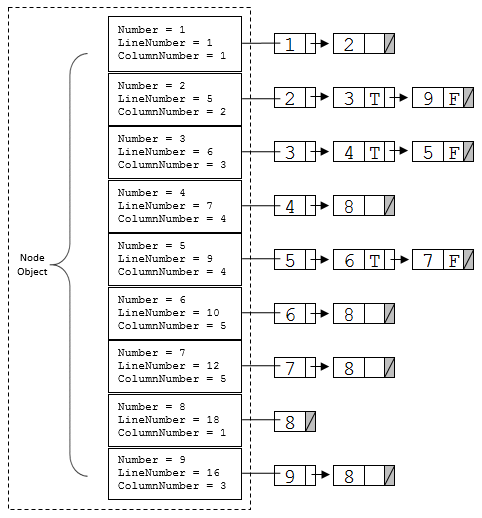 Number = 1
LineNumber = 1
ColumnNumber = 1
1 2
Number = 2
LineNumber = 5
ColumnNumber = 2
2 3 T 9 F
Number = 3
LineNumber = 6
ColumnNumber = 3
3 4 T 5 F
Number = 4
LineNumber = 7
ColumnNumber = 4
4 8
Node
Object
Number = 5
LineNumber = 9
ColumnNumber = 4
5 6 T 7 F
Number = 6
LineNumber = 10
ColumnNumber = 5
6 8
Number = 7
LineNumber = 12
ColumnNumber = 5
7 8
Number = 8
LineNumber = 18
ColumnNumber = 1
8
Number = 9
LineNumber = 16
ColumnNumber = 3
9 8